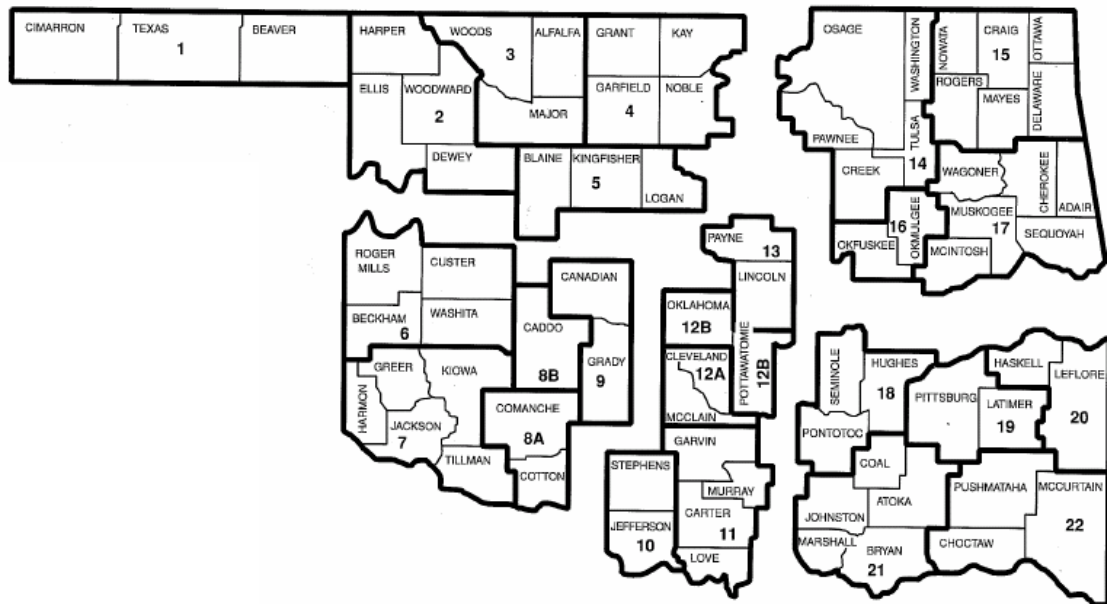 CIMARRON
TEXAS
1
BEAVER
HARPER
WOODS
3
ALFALFA
GRANT
KAY
ELLIS
WOODWARD
2
MAJOR
GARFIELD
4
NOBLE
DEWEY
BLAINE
KINGFISHER
5
LOGAN
OSAGE
WASHINGTON
NOWATA
CRAIG
15
OTTAWA
ROGERS
MAYES
DELAWARE
PAWNEE
TULSA
14
CREEK
WAGONER
CHEROKEE
ADAIR
16
OKMULGEE
MUSKOGEE
17
SEQUOYAH
OKFUSKEE
MCINTOSH
ROGER
MILLS
CUSTER
BECKHAM
6
WASHITA
CANADIAN
CADDO
8B
9
GRADY
GREER
KIOWA
HARMON
JACKSON
7
TILLMAN
COMANCHE
8A
COTTON
PAYNE
13
LINCOLN
OKLAHOMA
12B
CLEVELAND
12A
POTTAWATOMIE
12B
MCCLAIN
GARVIN
STEPHENS
MURRAY
CARTER
11
JEFFERSON
10
LOVE
SEMINOLE
HUGHES
18
PITTSBURG
HASKELL
LEFLORE
LATIMER
19
20
PONTOTOC
COAL
ATOKA
PUSHMATAHA
MCCURTAIN
22
JOHNSTON
MARSHALL
BRYAN
21
CHOCTAW